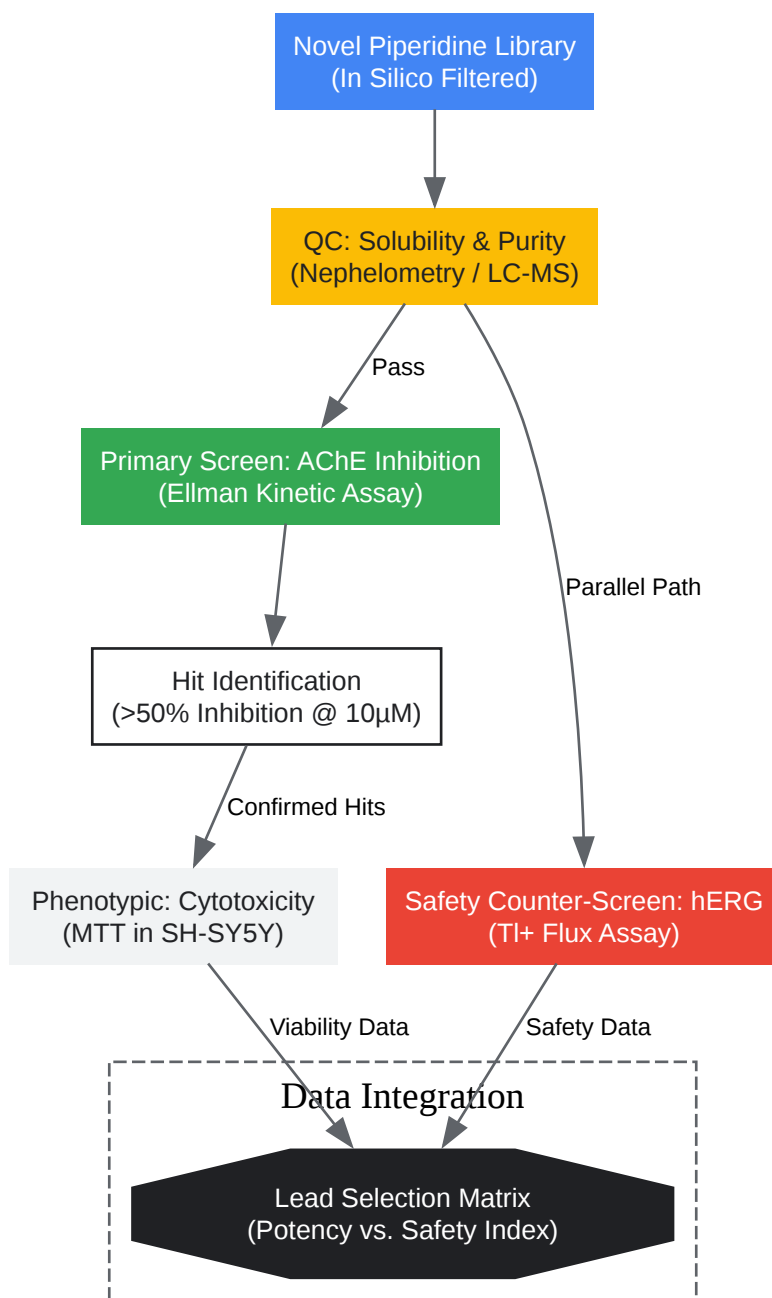 Novel Piperidine Library
(In Silico Filtered)
QC: Solubility & Purity
(Nephelometry / LC-MS)
Pass
Primary Screen: AChE Inhibition
(Ellman Kinetic Assay)
Parallel Path
Hit Identification
(>50% Inhibition @ 10µM)
Confirmed Hits
Phenotypic: Cytotoxicity
(MTT in SH-SY5Y)
Safety Counter-Screen: hERG
(Tl+ Flux Assay)
Viability Data
Safety Data
Data Integration
Lead Selection Matrix
(Potency vs. Safety Index)